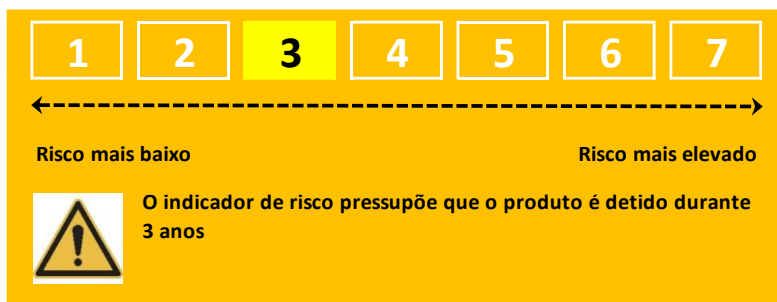 1 2 3 4 5 6 7
Risco mais baixo Risco mais elevado
O indicador de risco pressupõe que o produto é detido durante
3 anos